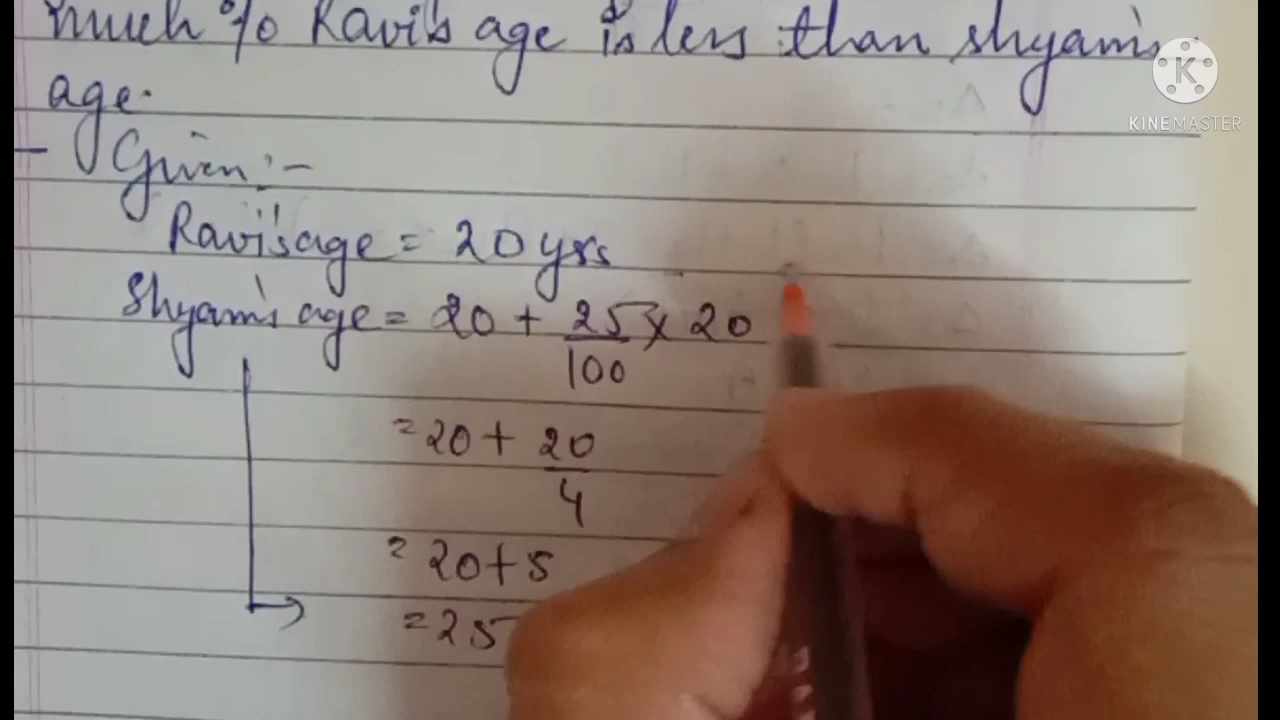 much % Ravi's age is less than shyam's
age.
Given :-
Ravi's age = 20 yrs
Shyam's age = 20 + 25/100 × 20
= 20 + 20/4
= 20 + 5
= 25
K
KINEMASTER